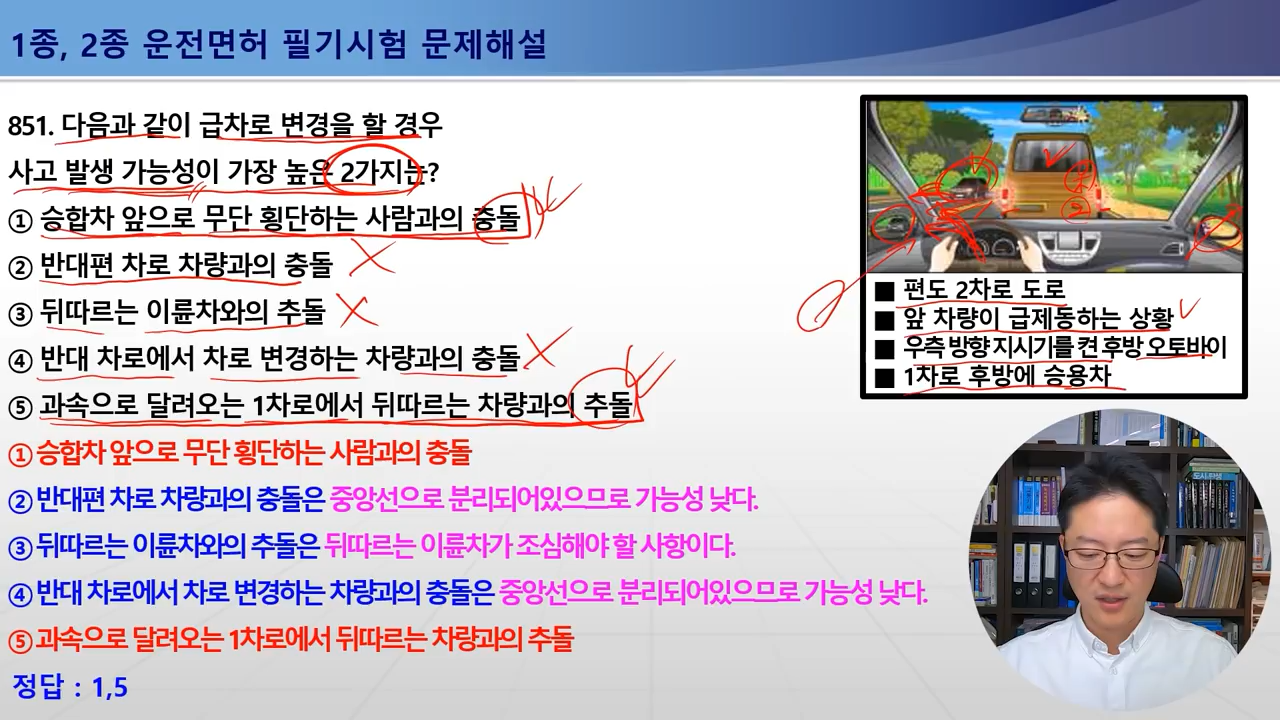 1종, 2종 운전면허 필기시험 문제해설
851. 다음과 같이 급차로 변경을 할 경우
사고 발생 가능성이 가장 높은 2가지는?
① 승합차 앞으로 무단 횡단하는 사람과의 충돌
② 반대편 차로 차량과의 충돌
③ 뒤따르는 이륜차와의 추돌
④ 반대 차로에서 차로 변경하는 차량과의 충돌
⑤ 과속으로 달려오는 1차로에서 뒤따르는 차량과의 추돌
■ 편도 2차로 도로
■ 앞 차량이 급제동하는 상황
■ 우측 방향 지시기를 켠 후방 오토바이
■ 1차로 후방에 승용차
① 승합차 앞으로 무단 횡단하는 사람과의 충돌
② 반대편 차로 차량과의 충돌은 중앙선으로 분리되어있으므로 가능성 낮다.
③ 뒤따르는 이륜차와의 추돌은 뒤따르는 이륜차가 조심해야 할 사항이다.
④ 반대 차로에서 차로 변경하는 차량과의 충돌은 중앙선으로 분리되어있으므로 가능성 낮다.
⑤ 과속으로 달려오는 1차로에서 뒤따르는 차량과의 추돌
정답 : 1,5